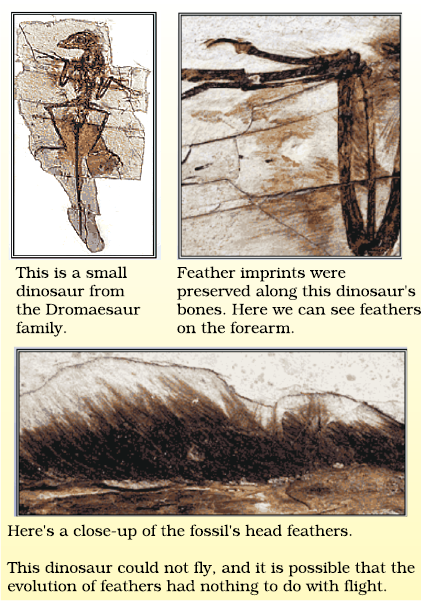 This is a small
dinosaur from
the Dromaesaur
family.
Feather imprints were
preserved along this dinosaur's
bones. Here we can see feathers
on the forearm.
Here's a close-up of the fossil's head feathers.
This dinosaur could not fly, and it is possible that the
evolution of feathers had nothing to do with flight.